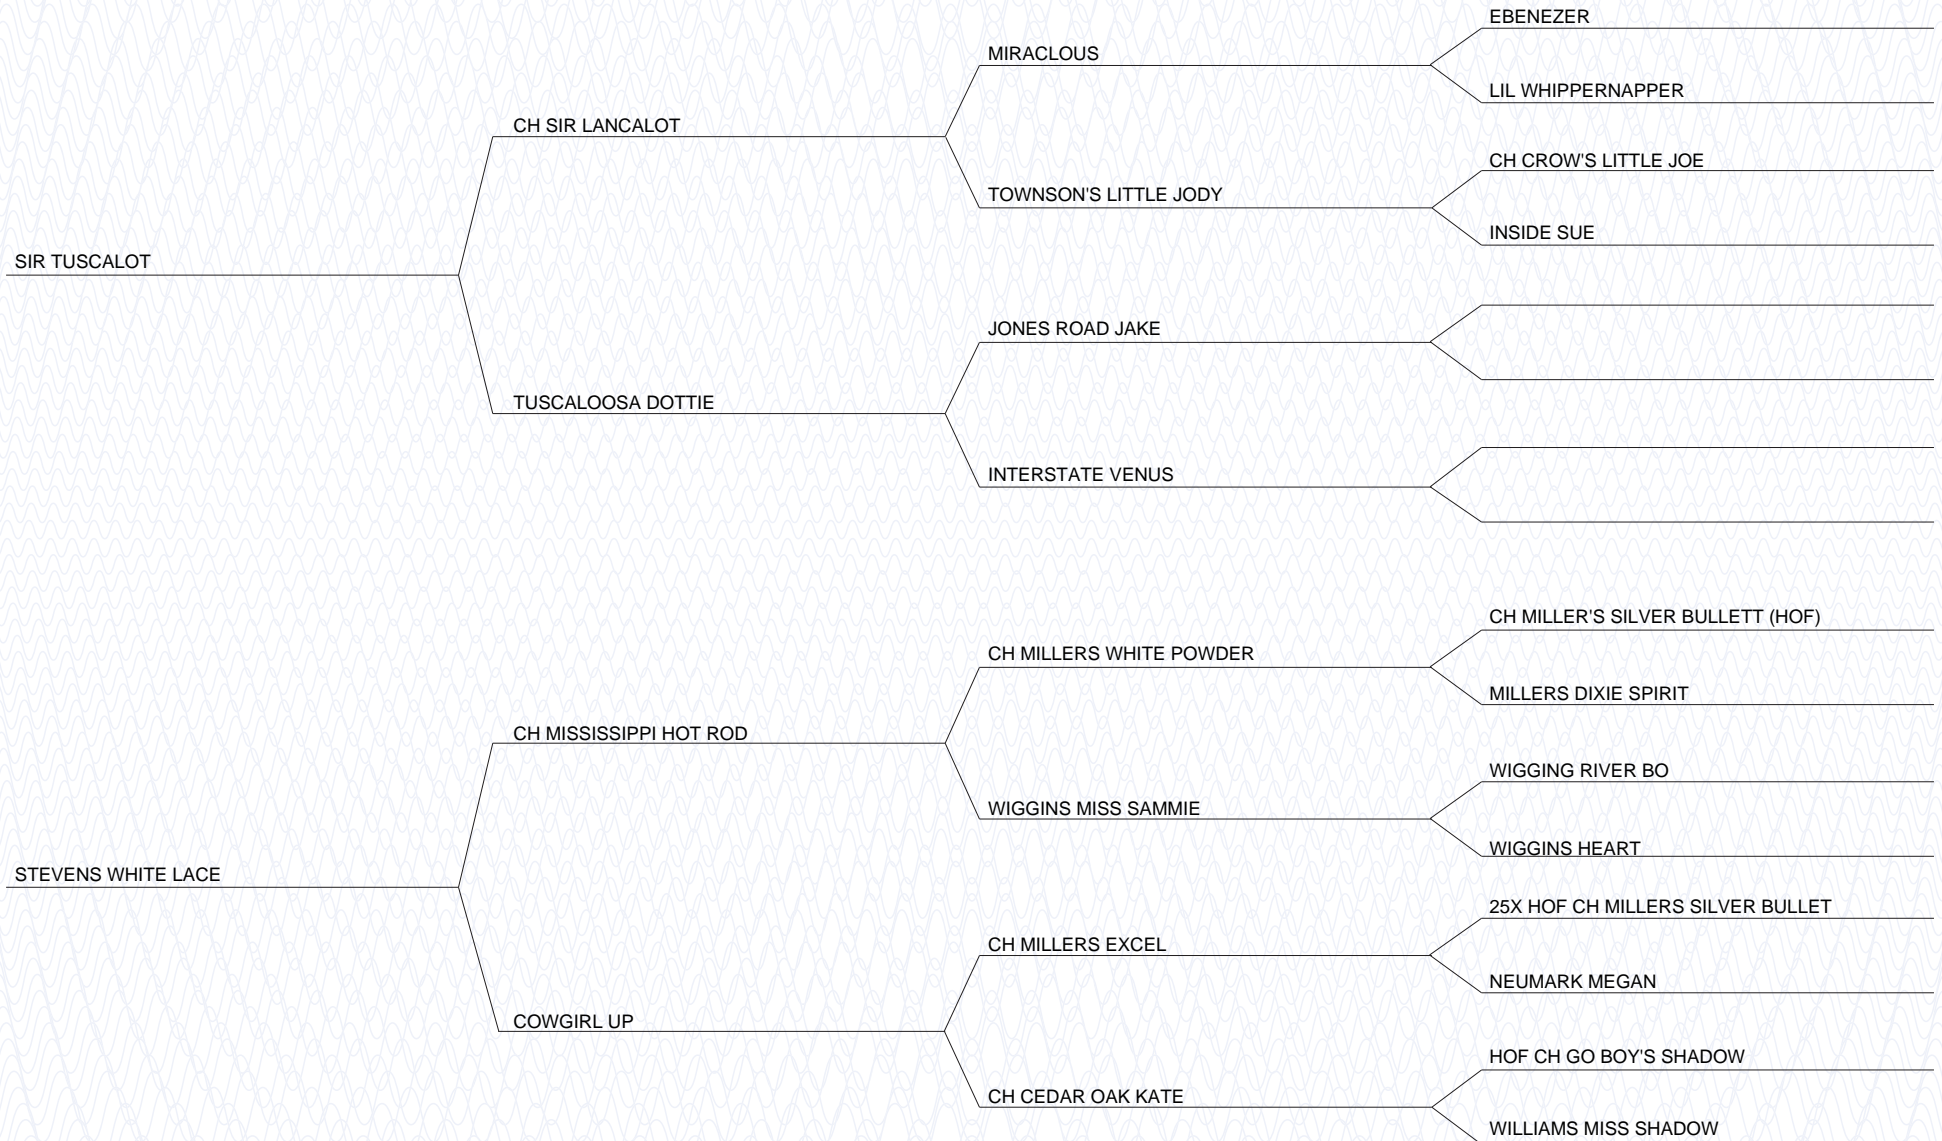 EBENEZER
MIRACLOUS
LIL WHIPPERNAPPER
CH SIR LANCALOT
CH CROW'S LITTLE JOE
TOWNSON'S LITTLE JODY
INSIDE SUE
SIR TUSCALOT
JONES ROAD JAKE
TUSCALOOSA DOTTIE
INTERSTATE VENUS
CH MILLER'S SILVER BULLETT (HOF)
CH MILLERS WHITE POWDER
MILLERS DIXIE SPIRIT
CH MISSISSIPPI HOT ROD
WIGGING RIVER BO
WIGGINS MISS SAMMIE
WIGGINS HEART
STEVENS WHITE LACE
25X HOF CH MILLERS SILVER BULLET
CH MILLERS EXCEL
NEUMARK MEGAN
COWGIRL UP
HOF CH GO BOY'S SHADOW
CH CEDAR OAK KATE
WILLIAMS MISS SHADOW